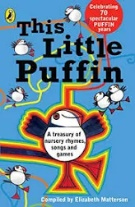 Celebrating
70
spectacular
PUFFIN
years
This
Little
Puffin
A treasury of
nursery rhymes,
songs and
games
Compiled by Elizabeth Matterson